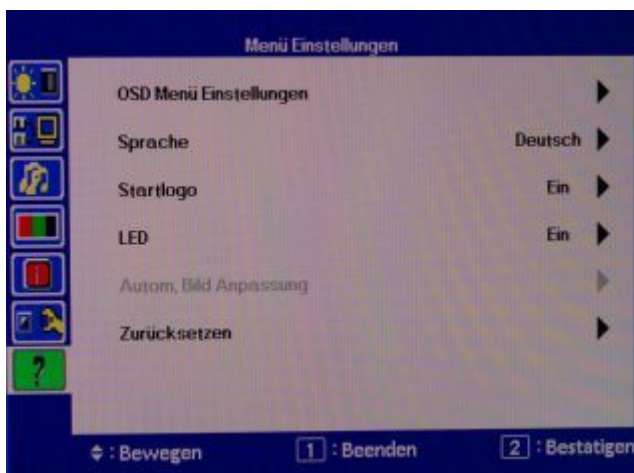 Menü Einstellungen
OSD Menü Einstellungen
Sprache Deutsch
Startlogo Ein
LED Ein
Autom. Bild Anpassung
Zurücksetzen
: Bewegen 1 : Beenden 2 : Bestatigen